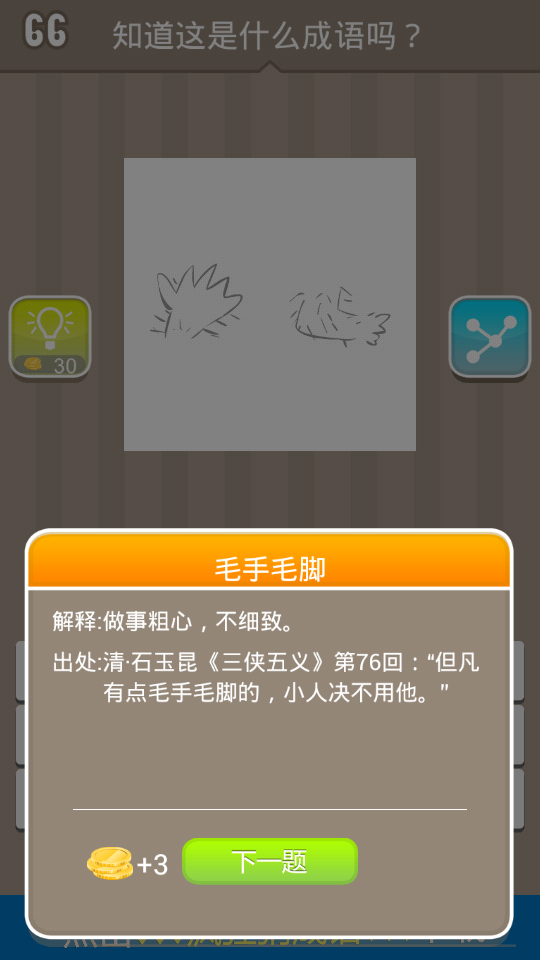 66
知道这是什么成语吗？
30
毛手毛脚
解释:做事粗心，不细致。
出处:清·石玉昆《三侠五义》第76回：“但凡
有点毛手毛脚的，小人决不用他。”
+3
下一题